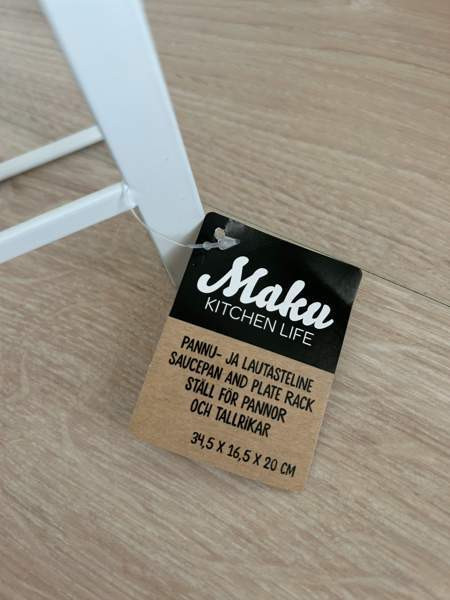 Maku
KITCHEN LIFE
PANNU- JA LAUTASTELINE
SAUCEPAN AND PLATE RACK
STÄLL FÖR PANNOR
OCH TALLRIKAR
34,5 X 16,5 X 20 CM